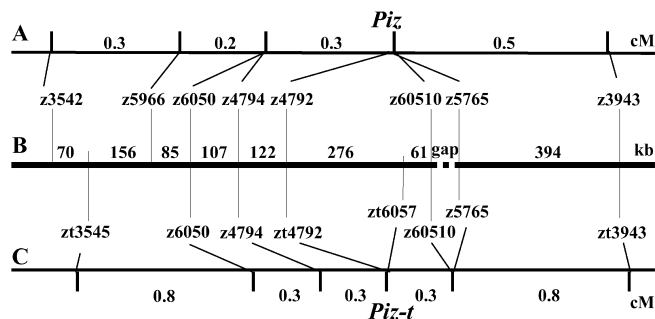 Piz
A 0.3 0.2 0.3 0.5 cM
z3542 z5966 z6050 z4794 z4792 z60510 z5765 z3943
B 70 156 85 107 122 276 61 gap 394 kb
zt6057 z5765
zt3545 z6050 z4794 zt4792 z60510 zt3943
C
0.8 0.3 0.3 0.3 0.8 cM
Piz-t